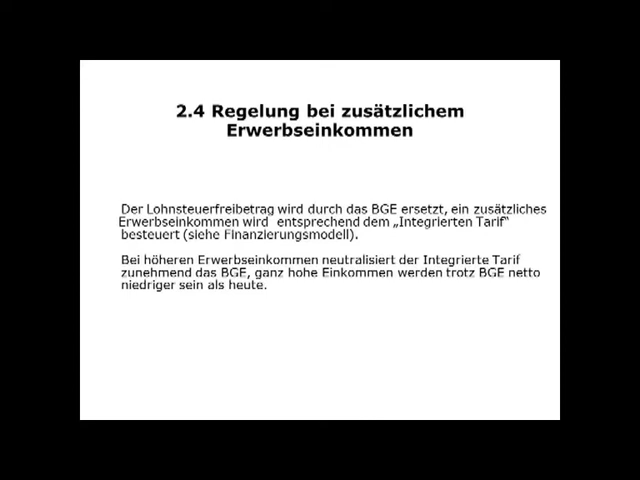 2.4 Regelung bei zusätzlichem
Erwerbseinkommen
Der Lohnsteuerfreibetrag wird durch das BGE ersetzt, ein zusätzliches
Erwerbseinkommen wird entsprechend dem „Integrierten Tarif“
besteuert (siehe Finanzierungsmodell).
Bei höheren Erwerbseinkommen neutralisiert der Integrierte Tarif
zunehmend das BGE, ganz hohe Einkommen werden trotz BGE netto
niedriger sein als heute.